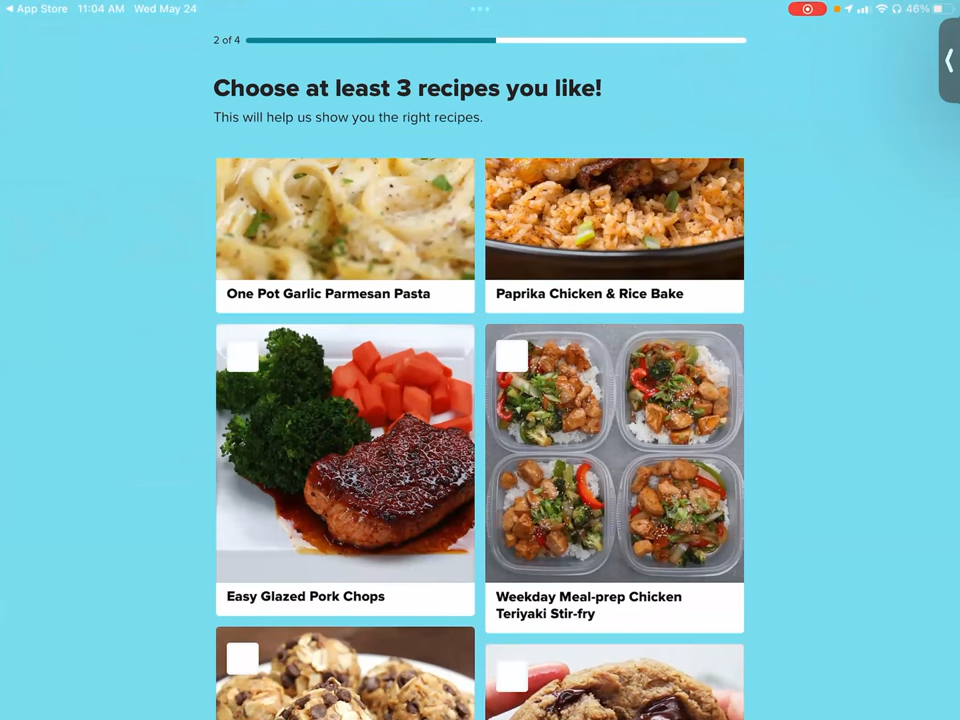 App Store 11:04 AM Wed May 24
46%
2 of 4
Choose at least 3 recipes you like!
This will help us show you the right recipes.
One Pot Garlic Parmesan Pasta
Paprika Chicken & Rice Bake
Easy Glazed Pork Chops
Weekday Meal-prep Chicken
Teriyaki Stir-fry